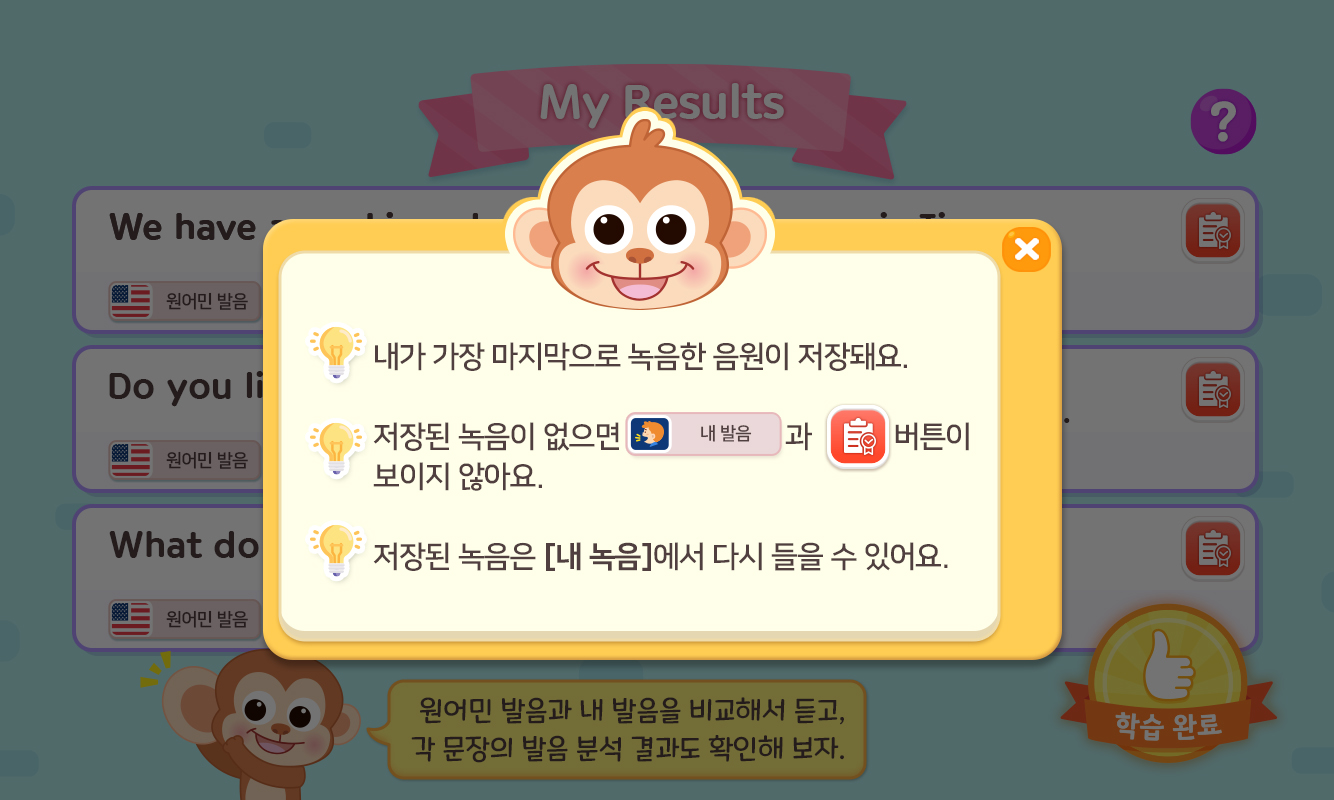 My Results
?
We have
원어민 발음
Do you li
원어민 발음
What do
원어민 발음
내가 가장 마지막으로 녹음한 음원이 저장돼요.
저장된 녹음이 없으면 내 발음 과 버튼이
보이지 않아요.
저장된 녹음은 [내 녹음]에서 다시 들을 수 있어요.
원어민 발음과 내 발음을 비교해서 듣고,
각 문장의 발음 분석 결과도 확인해 보자.
학습 완료